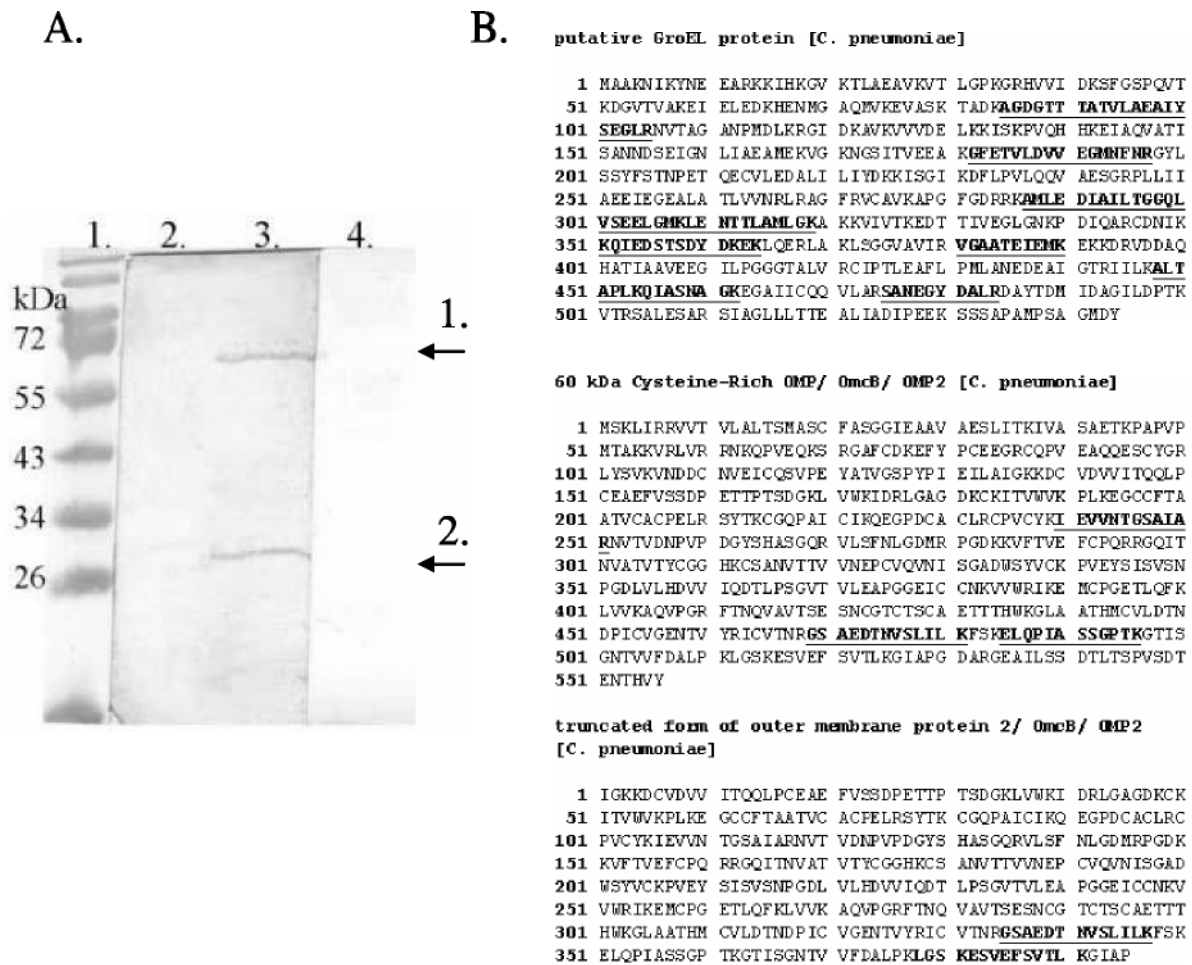 A.
1. 2. 3. 4.
kDa
72
55
43
34
26
1.
2.
B.
putative GroEL protein [C. pneumoniae]
1 MAAKNIKYNE EARKKIHKGV KTLAEAVKVT LGPKGRHVVI DKSFGSPQVT
51 KDGVTVAKEI ELEDKHENMG AQMVKEVASK TADKAGDGTT TATVLAEAIY
101 SEGLRNVTAG ANPMDLKRGI DKAVKVVVDE LKKISKPVQH HKEIAQVATI
151 SANNDSEIGN LIAEAMEKVG KNGSITVEEA KGFETVLDVV EGMNFNRGYL
201 SSYFSTNPET QECVLEDALI LIYDKKISGI KDFLPVLQQV AESGRPLLII
251 AEEIEGEALA TLVVNRLRAG FRVCAVKAPG FGDRRKAMLE DIAILTGGQL
301 VSEELGMKLE NTTLAMLGKA KKVIVTKEDT TIVEGLGNKP DIQARCDNIK
351 KQIEDSTSDY DKEKLQERLA KLSGGVAVIR VGAATEIEMK EKKDRVDDAQ
401 HATIAAVEEG ILPGGGTALV RCIPTLEAFL PMLANEDEAI GTRIILKALT
451 APLKQIASNA GKEGAIICQQ VLARSANEGY DALRDAYTDM IDAGILDPTK
501 VTRSALESAR SIAGLLLTTE ALIADIPEEK SSSAPAMPSA GMDY
60 kDa Cysteine-Rich OMP/ OmcB/ OMP2 [C. pneumoniae]
1 MSKLIRRVVT VLALTSMASC FASGGIEAAV AESLITKIVA SAETKPAPVP
51 MTAKKVRLVR RNKQPVEQKS RGAFCDKEFY PCEEGRCQPV EAQQESCYGR
101 LYSVKVNDDC NVEICQSVPE YATVGSPYPI EILAIGKKDC VDVVITQQLP
151 CEAEFVSSDP ETTPTSDGKL VWKIDRLGAG DKCKITVWVK PLKEGCCFTA
201 ATVCACPELR SYTKCGQPAI CIKQEGPDCA CLRCPVCYKI EVVNTGSAIA
251 RNVTVDNPVP DGYSHASGQR VLSFNLGDMR PGDKKVFTVE FCPQRRGQIT
301 NVATVTYCGG HKCSANVTTV VNEPCVQVNI SGADWSYVCK PVEYSISVSN
351 PGDLVLHDVV IQDTLPSGVT VLEAPGGEIC CNKVVWRIKE MCPGETLQFK
401 LVVKAQVPGR FTNQVAVTSE SNCGTCTSCA ETTTHWKGLA ATHMCVLDTN
451 DPICVGENTV YRICVTNRGS AEDTNVSLIL KFSKELQPIA SSGPTKGTIS
501 GNTVVFDALP KLGSKESVEF SVTLKGIAPG DARGEAILSS DTLTSPVSDT
551 ENTHVY
truncated form of outer membrane protein 2/ OmcB/ OMP2
[C. pneumoniae]
1 IGKKDCVDVV ITQQLPCEAE FVSSDPETTP TSDGKLVWKI DRLGAGDKCK
51 ITVWVKPLKE GCCFTAATVC ACPELRSYTK CGQPAICIKQ EGPDCACLRC
101 PVCYKIEVVN TGSAIARNVT VDNPVPDGYS HASGQRVLSF NLGDMRPGDK
151 KVFTVEFCPQ RRGQITNVAT VTYCGGHKCS ANVTTVVNEP CVQVNISGAD
201 WSYVCKPVEY SISVSNPGDL VLHDVVIQDT LPSGVTVLEA PGGEICCNKV
251 VWRIKEMCPG ETLQFKLVVK AQVPGRFTNQ VAVTSESNCG TCTSCAETTT
301 HWKGLAATHM CVLDTNDPIC VGENTVYRIC VTNRGSAEDT NVSLILKFSK
351 ELQPIASSGP TKGTISGNTV VFDALPKLGS KESVEFSVTL KGIAP